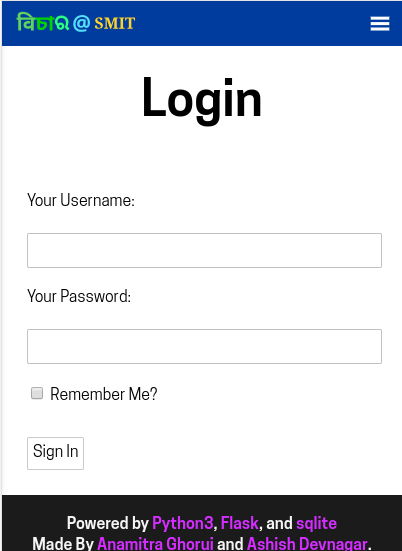 विচাର @ SMIT
Login
Your Username:
Your Password:
Remember Me?
Sign In
Powered by Python3, Flask, and sqlite
Made By Anamitra Ghorui and Ashish Devnagar.